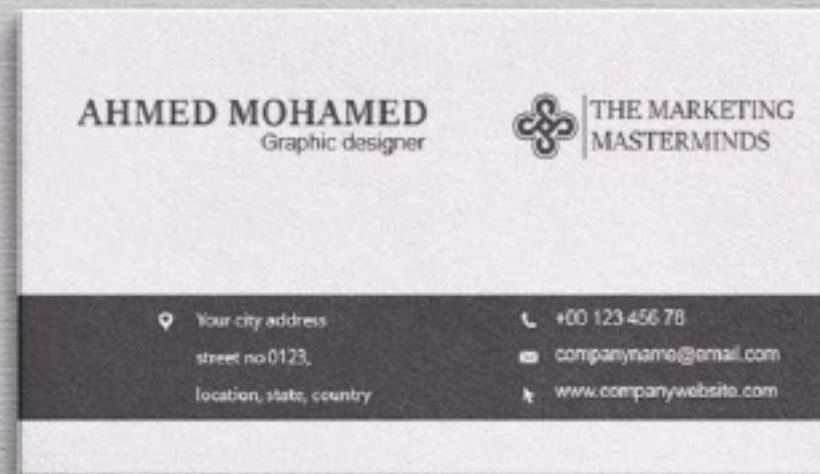 AHMED MOHAMED
Graphic designer
THE MARKETING
MASTERMINDS
Your city address
street no 0123,
location, state, country
+00 123 456 78
companyname@email.com
www.companywebsite.com